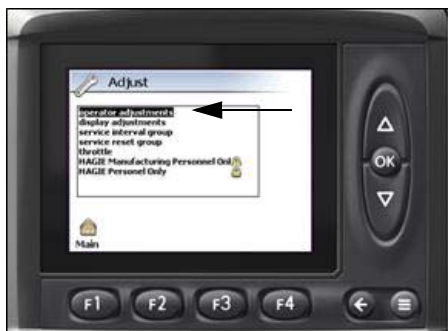 Adjust
operator adjustments
display adjustments
service interval group
service reset group
throttle
HAGIE Manufacturing Personnel Onl
HAGIE Personel Only
OK
Main
F1 F2 F3 F4